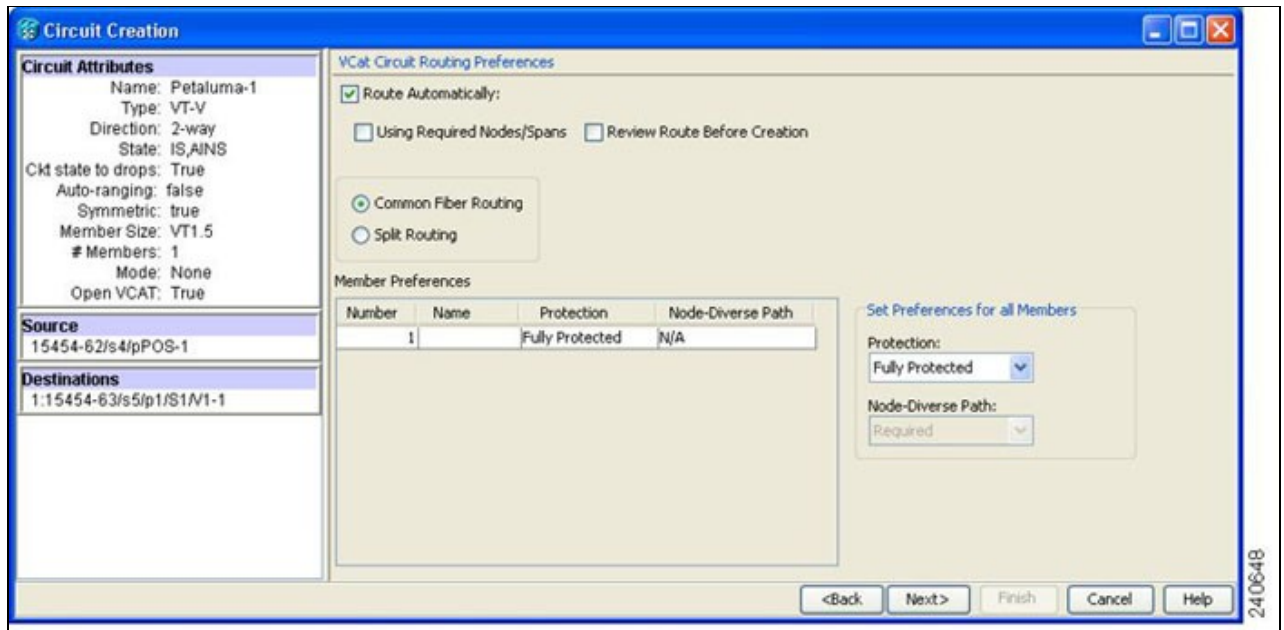 Circuit Creation
Circuit Attributes
Name: Petaluma-1
Type: VT-V
Direction: 2-way
State: IS,AINS
Ckt state to drops: True
Auto-ranging: false
Symmetric: true
Member Size: VT1.5
# Members: 1
Mode: None
Open VCAT: True
Source
15454-62/s4/pPOS-1
Destinations
1:15454-63/s5/p1/S1/V1-1
VCat Circuit Routing Preferences
Route Automatically:
Using Required Nodes/Spans Review Route Before Creation
Common Fiber Routing
Split Routing
Member Preferences
Number Name Protection Node-Diverse Path
1 Fully Protected N/A
Set Preferences for all Members
Protection:
Fully Protected
Node-Diverse Path:
Required
<Back Next> Finish Cancel Help
240648